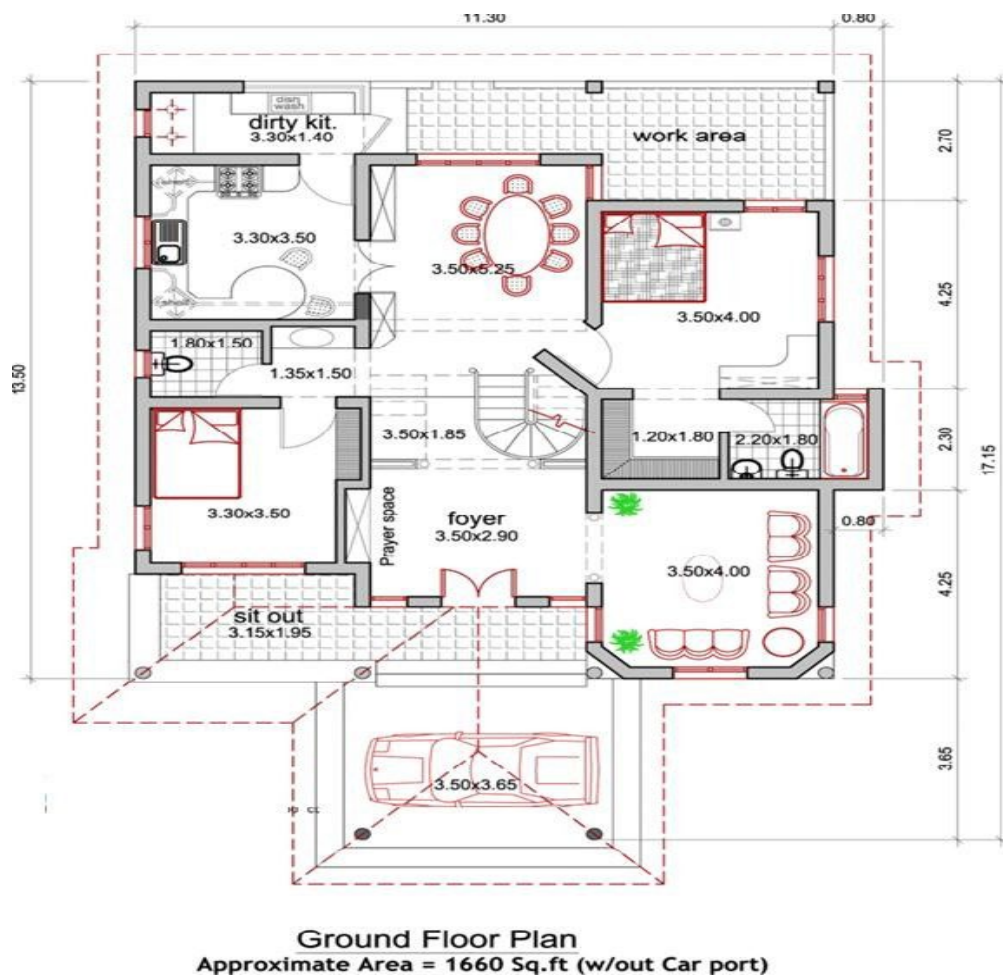 11.30
0.80
dish
wash
dirty kit.
3.30x1.40
work area
2.70
3.30x3.50
3.50x5.25
3.50x4.00
4.25
1.80x1.50
1.35x1.50
13.50
3.50x1.85
1.20x1.80
2.20x1.80
2.30
17.15
3.30x3.50
Prayer space
foyer
3.50x2.90
0.80
3.50x4.00
4.25
sit out
3.15x1.95
3.50x3.65
3.65
Ground Floor Plan
Approximate Area = 1660 Sq.ft (w/out Car port)